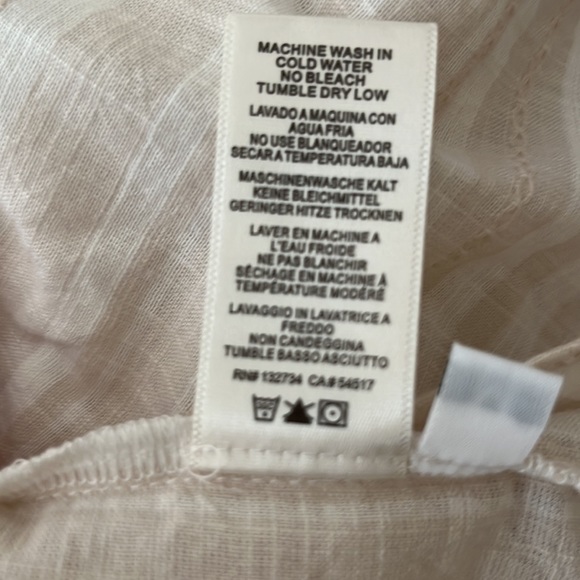 MACHINE WASH IN
COLD WATER
NO BLEACH
TUMBLE DRY LOW
LAVADO A MAQUINA CON
AGUA FRIA
NO USE BLANQUEADOR
SECAR A TEMPERATURA BAJA
MASCHINENWASCHE KALT
KEINE BLEICHMITTEL
GERINGER HITZE TROCKNEN
LAVER EN MACHINE A
L'EAU FROIDE
NE PAS BLANCHIR
SÉCHAGE EN MACHINE À
TEMPÉRATURE MODÉRÉ
LAVAGGIO IN LAVATRICE A
FREDDO
NON CANDEGGINA
TUMBLE BASSO ASCIUTTO
RN# 132734 CA# 54517